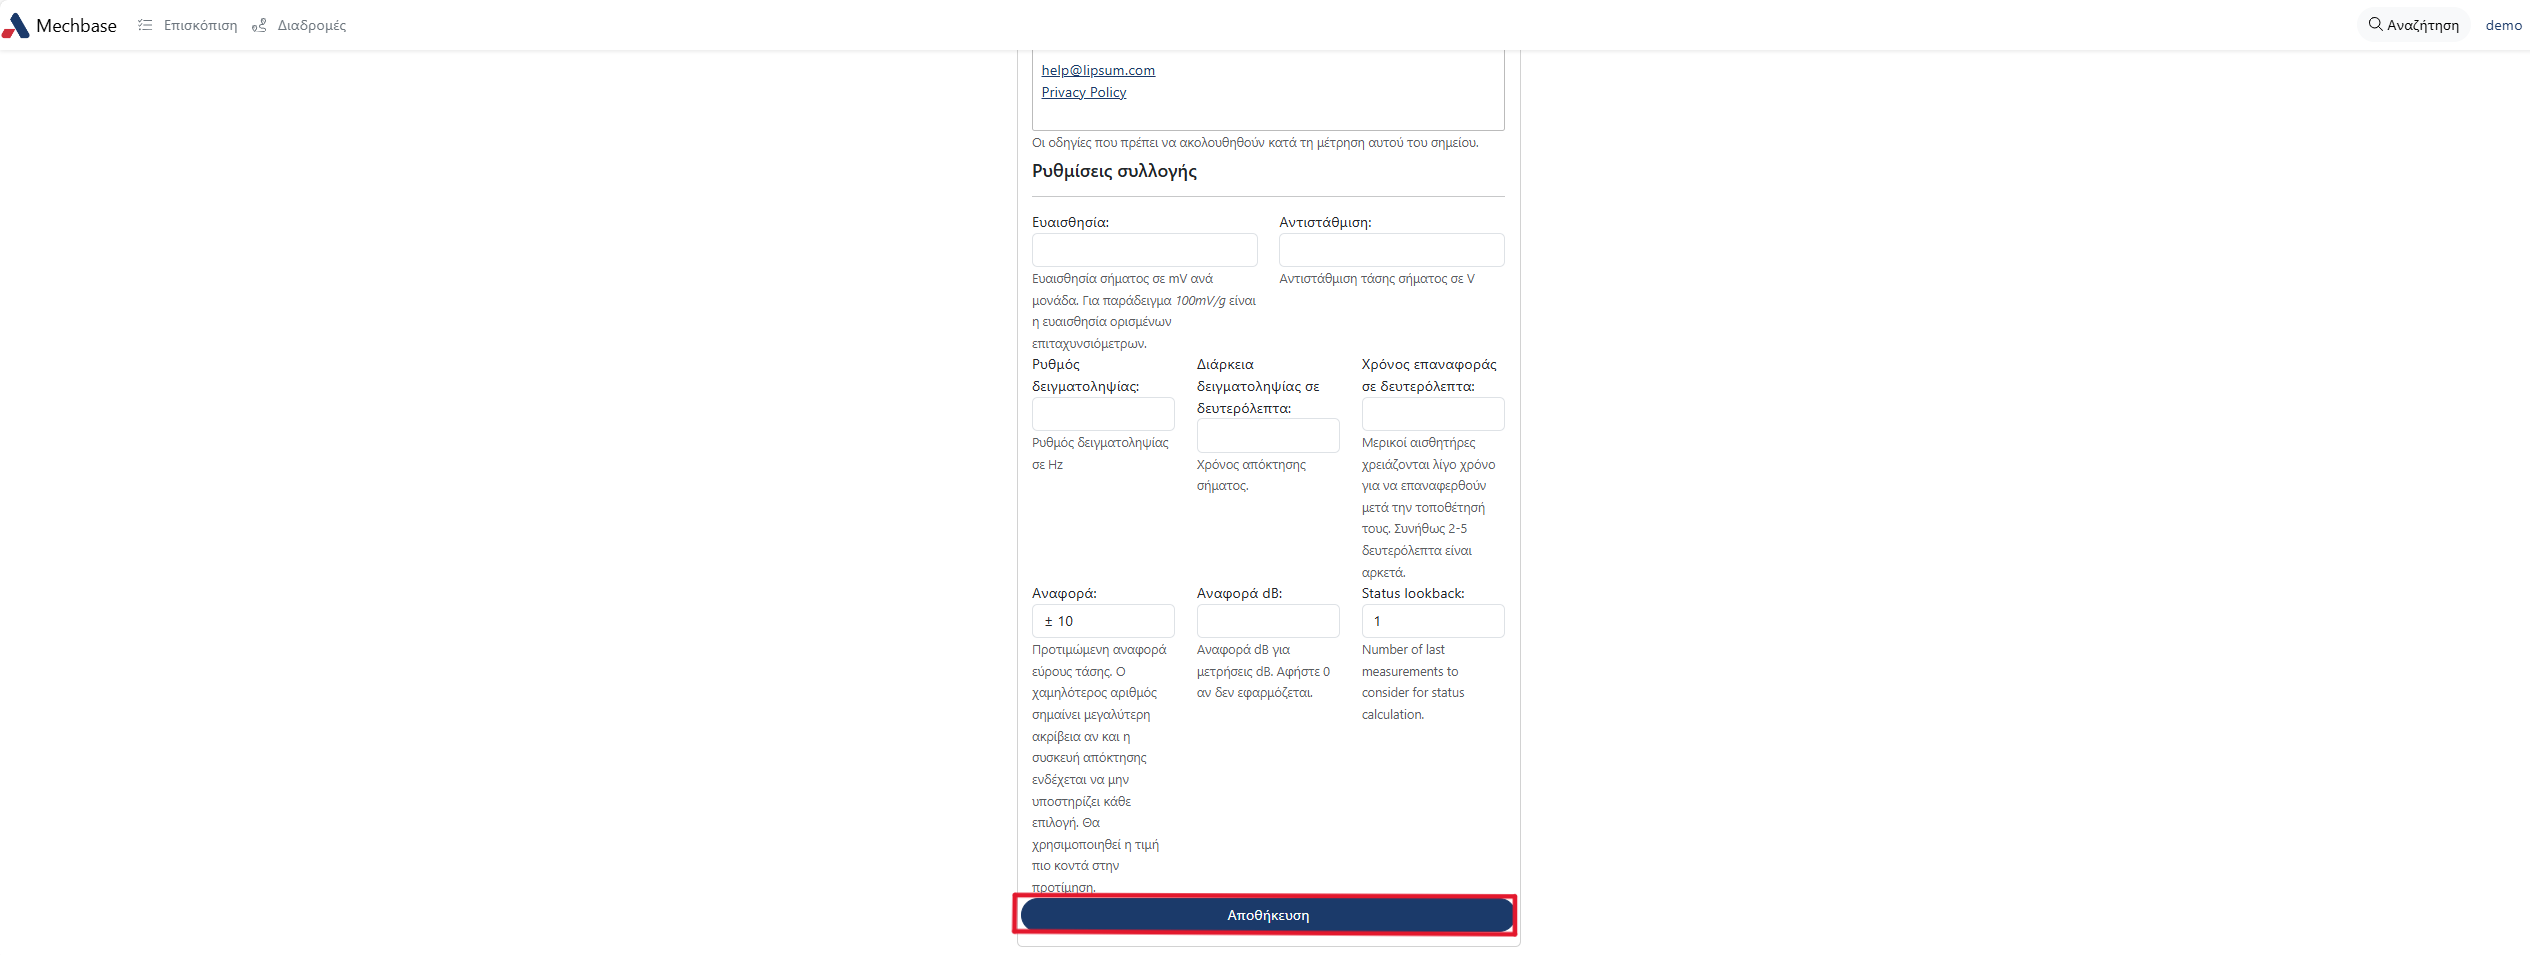 Mechbase
Επισκόπιση
Διαδρομές
Αναζήτηση
demo
help@lipsum.com
Privacy Policy
Οι οδηγίες που πρέπει να ακολουθηθούν κατά τη μέτρηση αυτού του σημείου.
Ρυθμίσεις συλλογής
Ευαισθησία:
Ευαισθησία σήματος σε mV ανά
μονάδα. Για παράδειγμα 100mV/g είναι
η ευαισθησία ορισμένων
επιταχυνσιόμετρων.
Αντιστάθμιση:
Αντιστάθμιση τάσης σήματος σε V
Ρυθμός
δειγματοληψίας:
Ρυθμός δειγματοληψίας
σε Hz
Διάρκεια
δειγματοληψίας σε
δευτερόλεπτα:
Χρόνος απόκτησης
σήματος.
Χρόνος επαναφοράς
σε δευτερόλεπτα:
Μερικοί αισθητήρες
χρειάζονται λίγο χρόνο
για να επαναφερθούν
μετά την τοποθέτησή
τους. Συνήθως 2-5
δευτερόλεπτα είναι
αρκετά.
Αναφορά:
± 10
Προτιμώμενη αναφορά
εύρους τάσης. Ο
χαμηλότερος αριθμός
σημαίνει μεγαλύτερη
ακρίβεια αν και η
συσκευή απόκτησης
ενδέχεται να μην
υποστηρίζει κάθε
επιλογή. Θα
χρησιμοποιηθεί η τιμή
πιο κοντά στην
προτίμηση.
Αναφορά dB:
Αναφορά dB για
μετρήσεις dB. Αφήστε 0
αν δεν εφαρμόζεται.
Status lookback:
1
Number of last
measurements to
consider for status
calculation.
Αποθήκευση